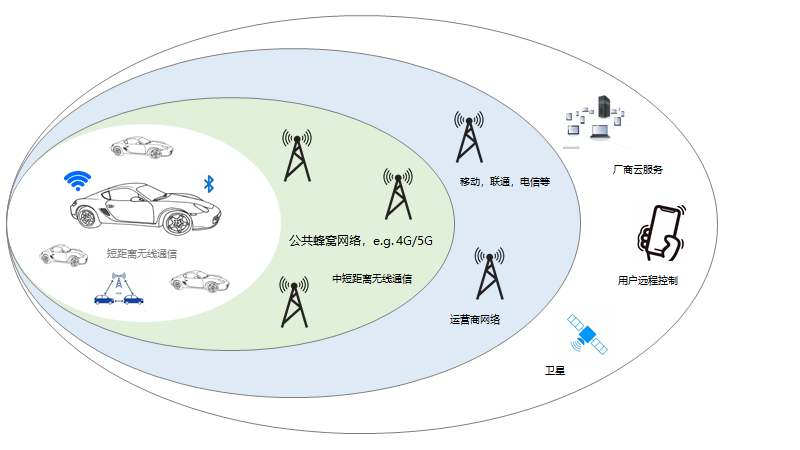 移动，联通，电信等
厂商云服务
公共蜂窝网络，e.g. 4G/5G
短距离无线通信
中短距离无线通信
用户远程控制
运营商网络
卫星